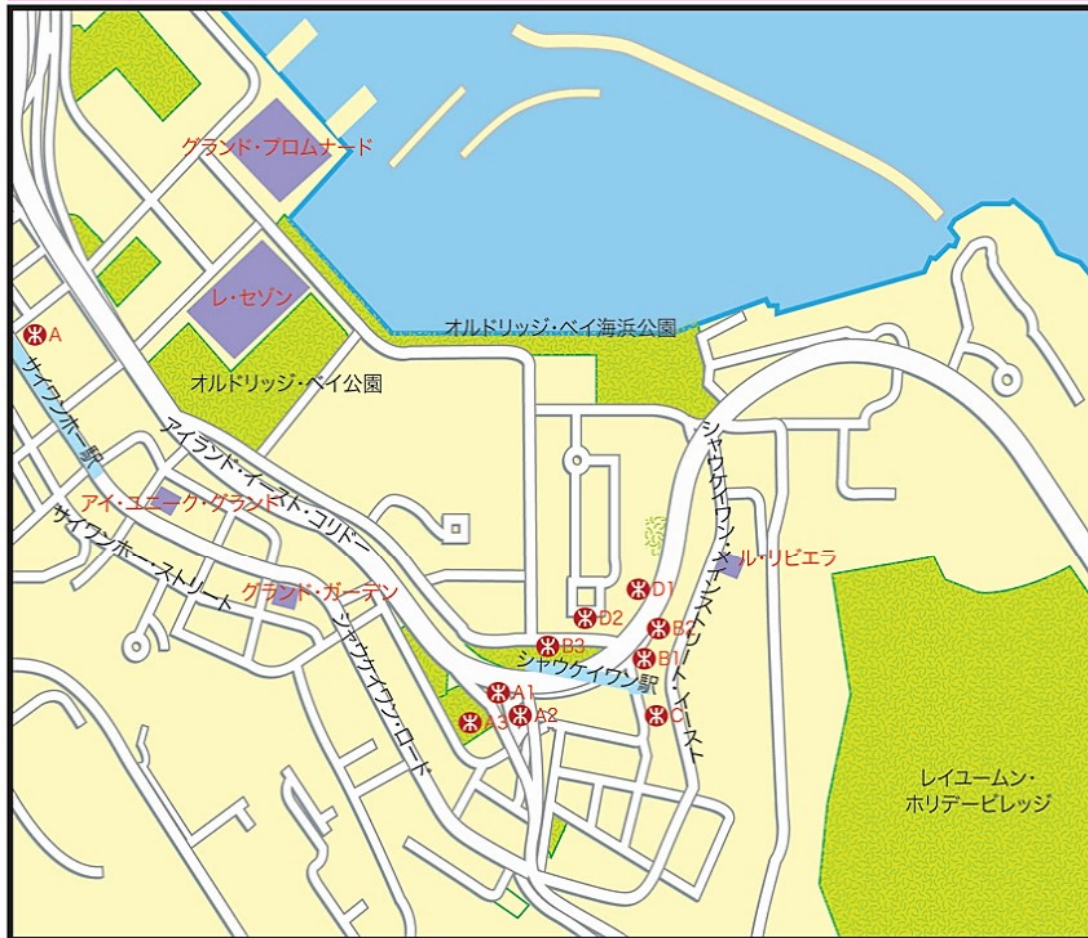 グランド・プロムナード
レ・セゾン
オルドリッジ・ベイ海浜公園
A
オルドリッジ・ベイ公園
サイワンホー駅
アイランド・イースト・コリドー
シャウケイワン・メインストリート・イースト
アイ・ユニーク・グランド
サイワンホー・ストリート
ル・リビエラ
グランド・ガーデン
D1
D2
B2
B3
B1
シャウケイワン駅
シャウケイワン・ロード
A1
A2
A3
C
レイユームン・
ホリデービレッジ